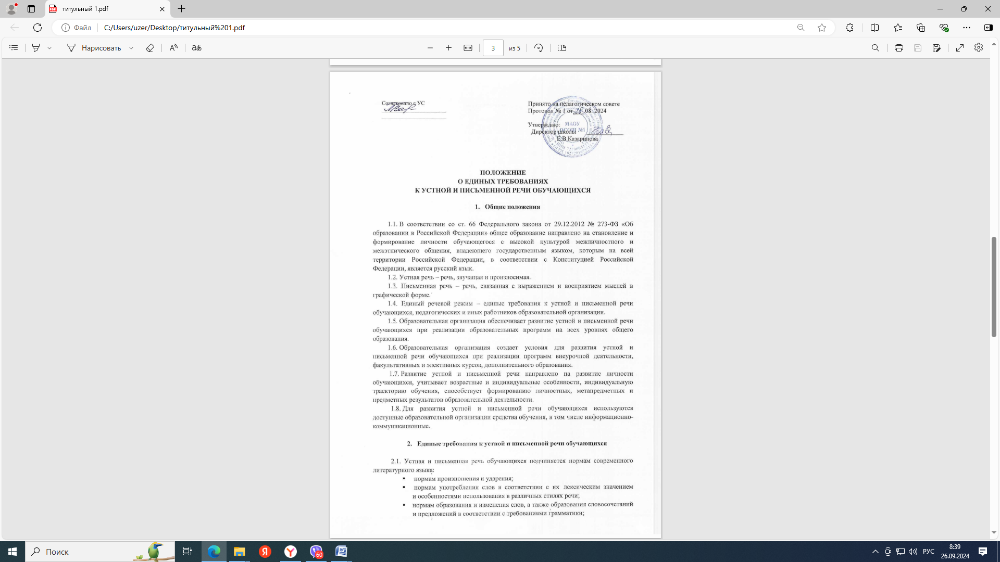 титульный 1.pdf
Файл
C:/Users/uzer/Desktop/титульный%201.pdf
Нарисовать
3 из 5
Согласовано с УС
Принято на педагогическом совете
Протокол № 1 от 28.08. 2024
Утверждаю:
Директор школы
Е.В.Казаринова
МАОУ
ОСОШ №1
ПОЛОЖЕНИЕ
О ЕДИНЫХ ТРЕБОВАНИЯХ
К УСТНОЙ И ПИСЬМЕННОЙ РЕЧИ ОБУЧАЮЩИХСЯ
1. Общие положения
1.1. В соответствии со ст. 66 Федерального закона от 29.12.2012 № 273-ФЗ «Об
образовании в Российской Федерации» общее образование направлено на становление и
формирование личности обучающегося с высокой культурой межличностного и
межэтнического общения, владеющего государственным языком, которым на всей
территории Российской Федерации, в соответствии с Конституцией Российской
Федерации, является русский язык.
1.2. Устная речь – речь, звучащая и произносимая.
1.3. Письменная речь – речь, связанная с выражением и восприятием мыслей в
графической форме.
1.4. Единый речевой режим – единые требования к устной и письменной речи
обучающихся, педагогических и иных работников образовательной организации.
1.5. Образовательная организация обеспечивает развитие устной и письменной речи
обучающихся при реализации образовательных программ на всех уровнях общего
образования.
1.6. Образовательная организация создает условия для развития устной и
письменной речи обучающихся при реализации программ внеурочной деятельности,
факультативных и элективных курсов, дополнительного образования.
1.7. Развитие устной и письменной речи направлено на развитие личности
обучающихся, учитывает возрастные и индивидуальные особенности, индивидуальную
траекторию обучения, способствует формированию личностных, метапредметных и
предметных результатов образовательной деятельности.
1.8. Для развития устной и письменной речи обучающихся используются
доступные образовательной организации средства обучения, в том числе информационно-
коммуникационные.
2. Единые требования к устной и письменной речи обучающихся
2.1. Устная и письменная речь обучающихся подчиняется нормам современного
литературного языка:
▪ нормам произношения и ударения;
▪ нормам употребления слов в соответствии с их лексическим значением
и особенностями использования в различных стилях речи;
▪ нормам образования и изменения слов, а также образования словосочетаний
и предложений в соответствии с требованиями грамматики;
Поиск
60
РУС
8:39
26.09.2024